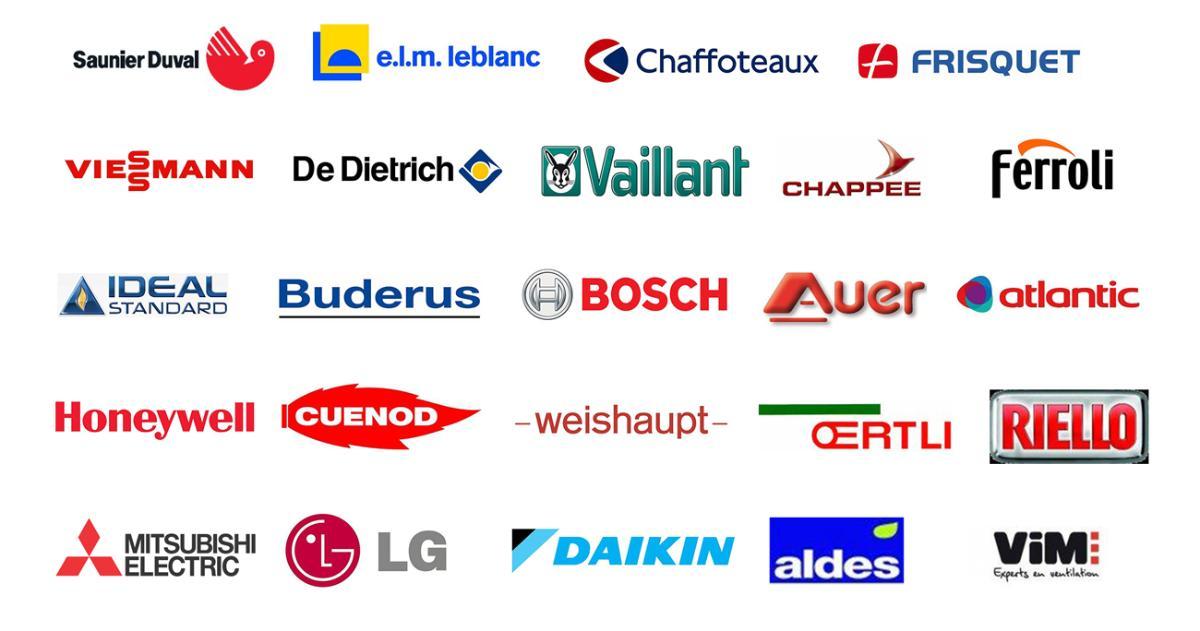 Saunier Duval
e.l.m. leblanc
Chaffoteaux
FRISQUET
VIESSMANN
De Dietrich
Vaillant
CHAPPEE
Ferroli
IDEAL
STANDARD
Buderus
BOSCH
Auer
atlantic
Honeywell
CUENOD
-weishaupt-
ŒRTLI
RIELLO
MITSUBISHI
ELECTRIC
LG
LG
DAIKIN
aldes
ViM
Experts en ventilation